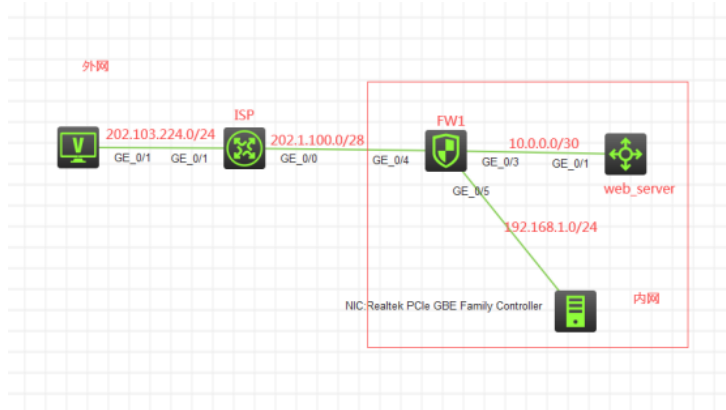 外网
ISP
FW1
V
202.103.224.0/24
202.1.100.0/28
10.0.0.0/30
GE_0/1
GE_0/1
GE_0/0
GE_0/4
GE_0/3
GE_0/1
web_server
GE_0/5
192.168.1.0/24
NIC:Realtek PCIe GBE Family Controller
内网